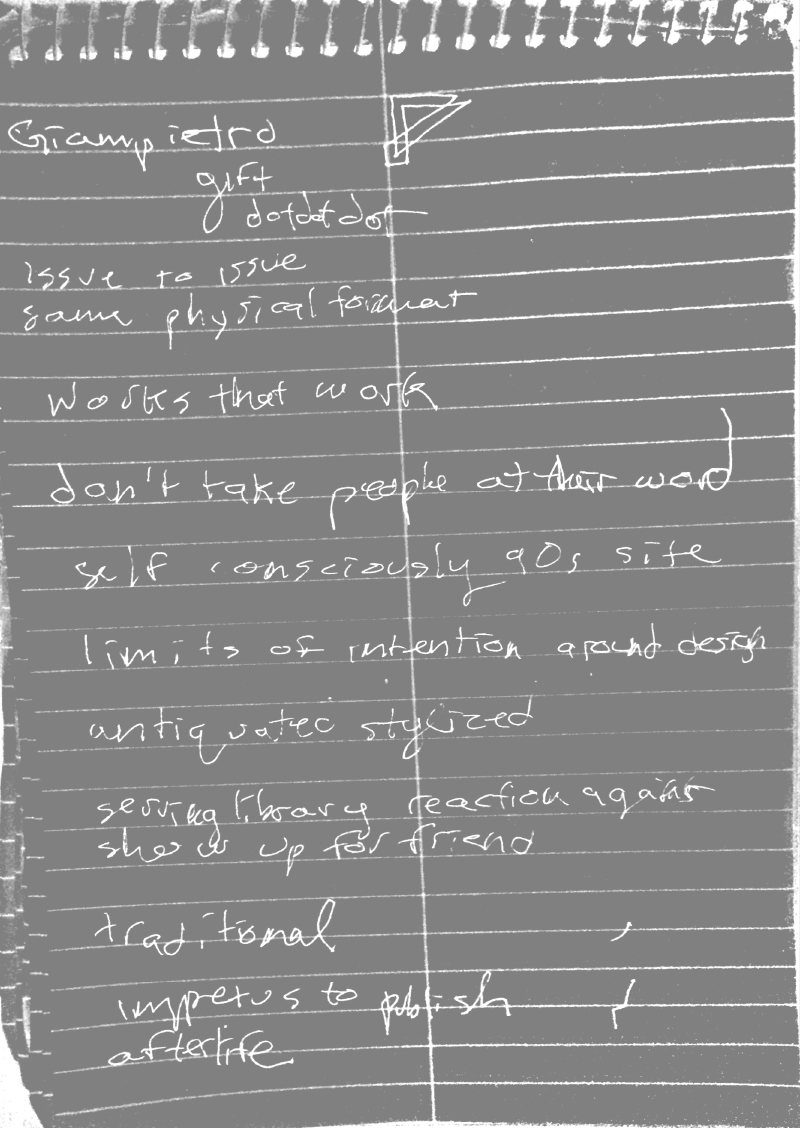 Giampietro
gift
dotdotdot
issue to issue
same physical format
Works that work
don't take people at their word
self consciously 90s site
limits of intention around design
antiquated stylized
serving library reaction against
show up for friend
traditional
impetus to publish
afterlife